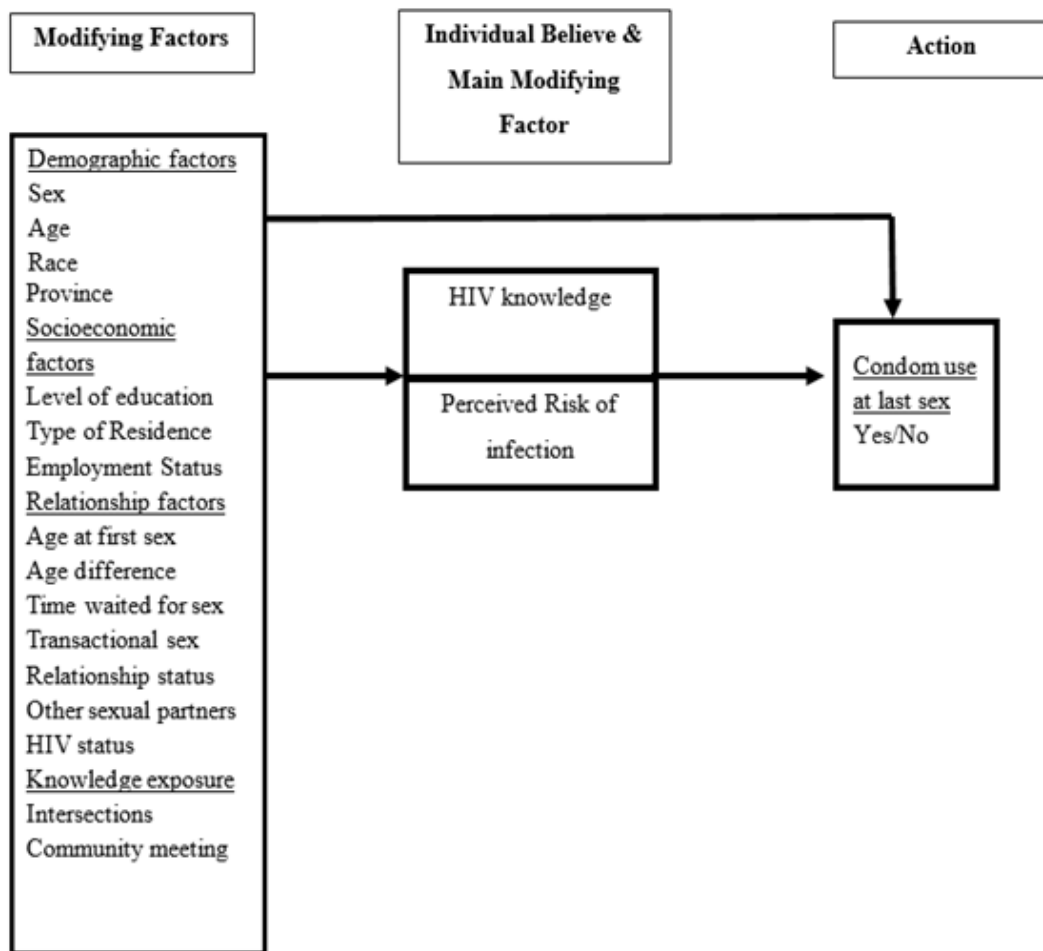 Modifying Factors
Individual Believe &
Main Modifying
Factor
Action
Demographic factors
Sex
Age
Race
Province
Socioeconomic
factors
Level of education
Type of Residence
Employment Status
Relationship factors
Age at first sex
Age difference
Time waited for sex
Transactional sex
Relationship status
Other sexual partners
HIV status
Knowledge exposure
Intersections
Community meeting
HIV knowledge
Perceived Risk of
infection
Condom use
at last sex
Yes/No